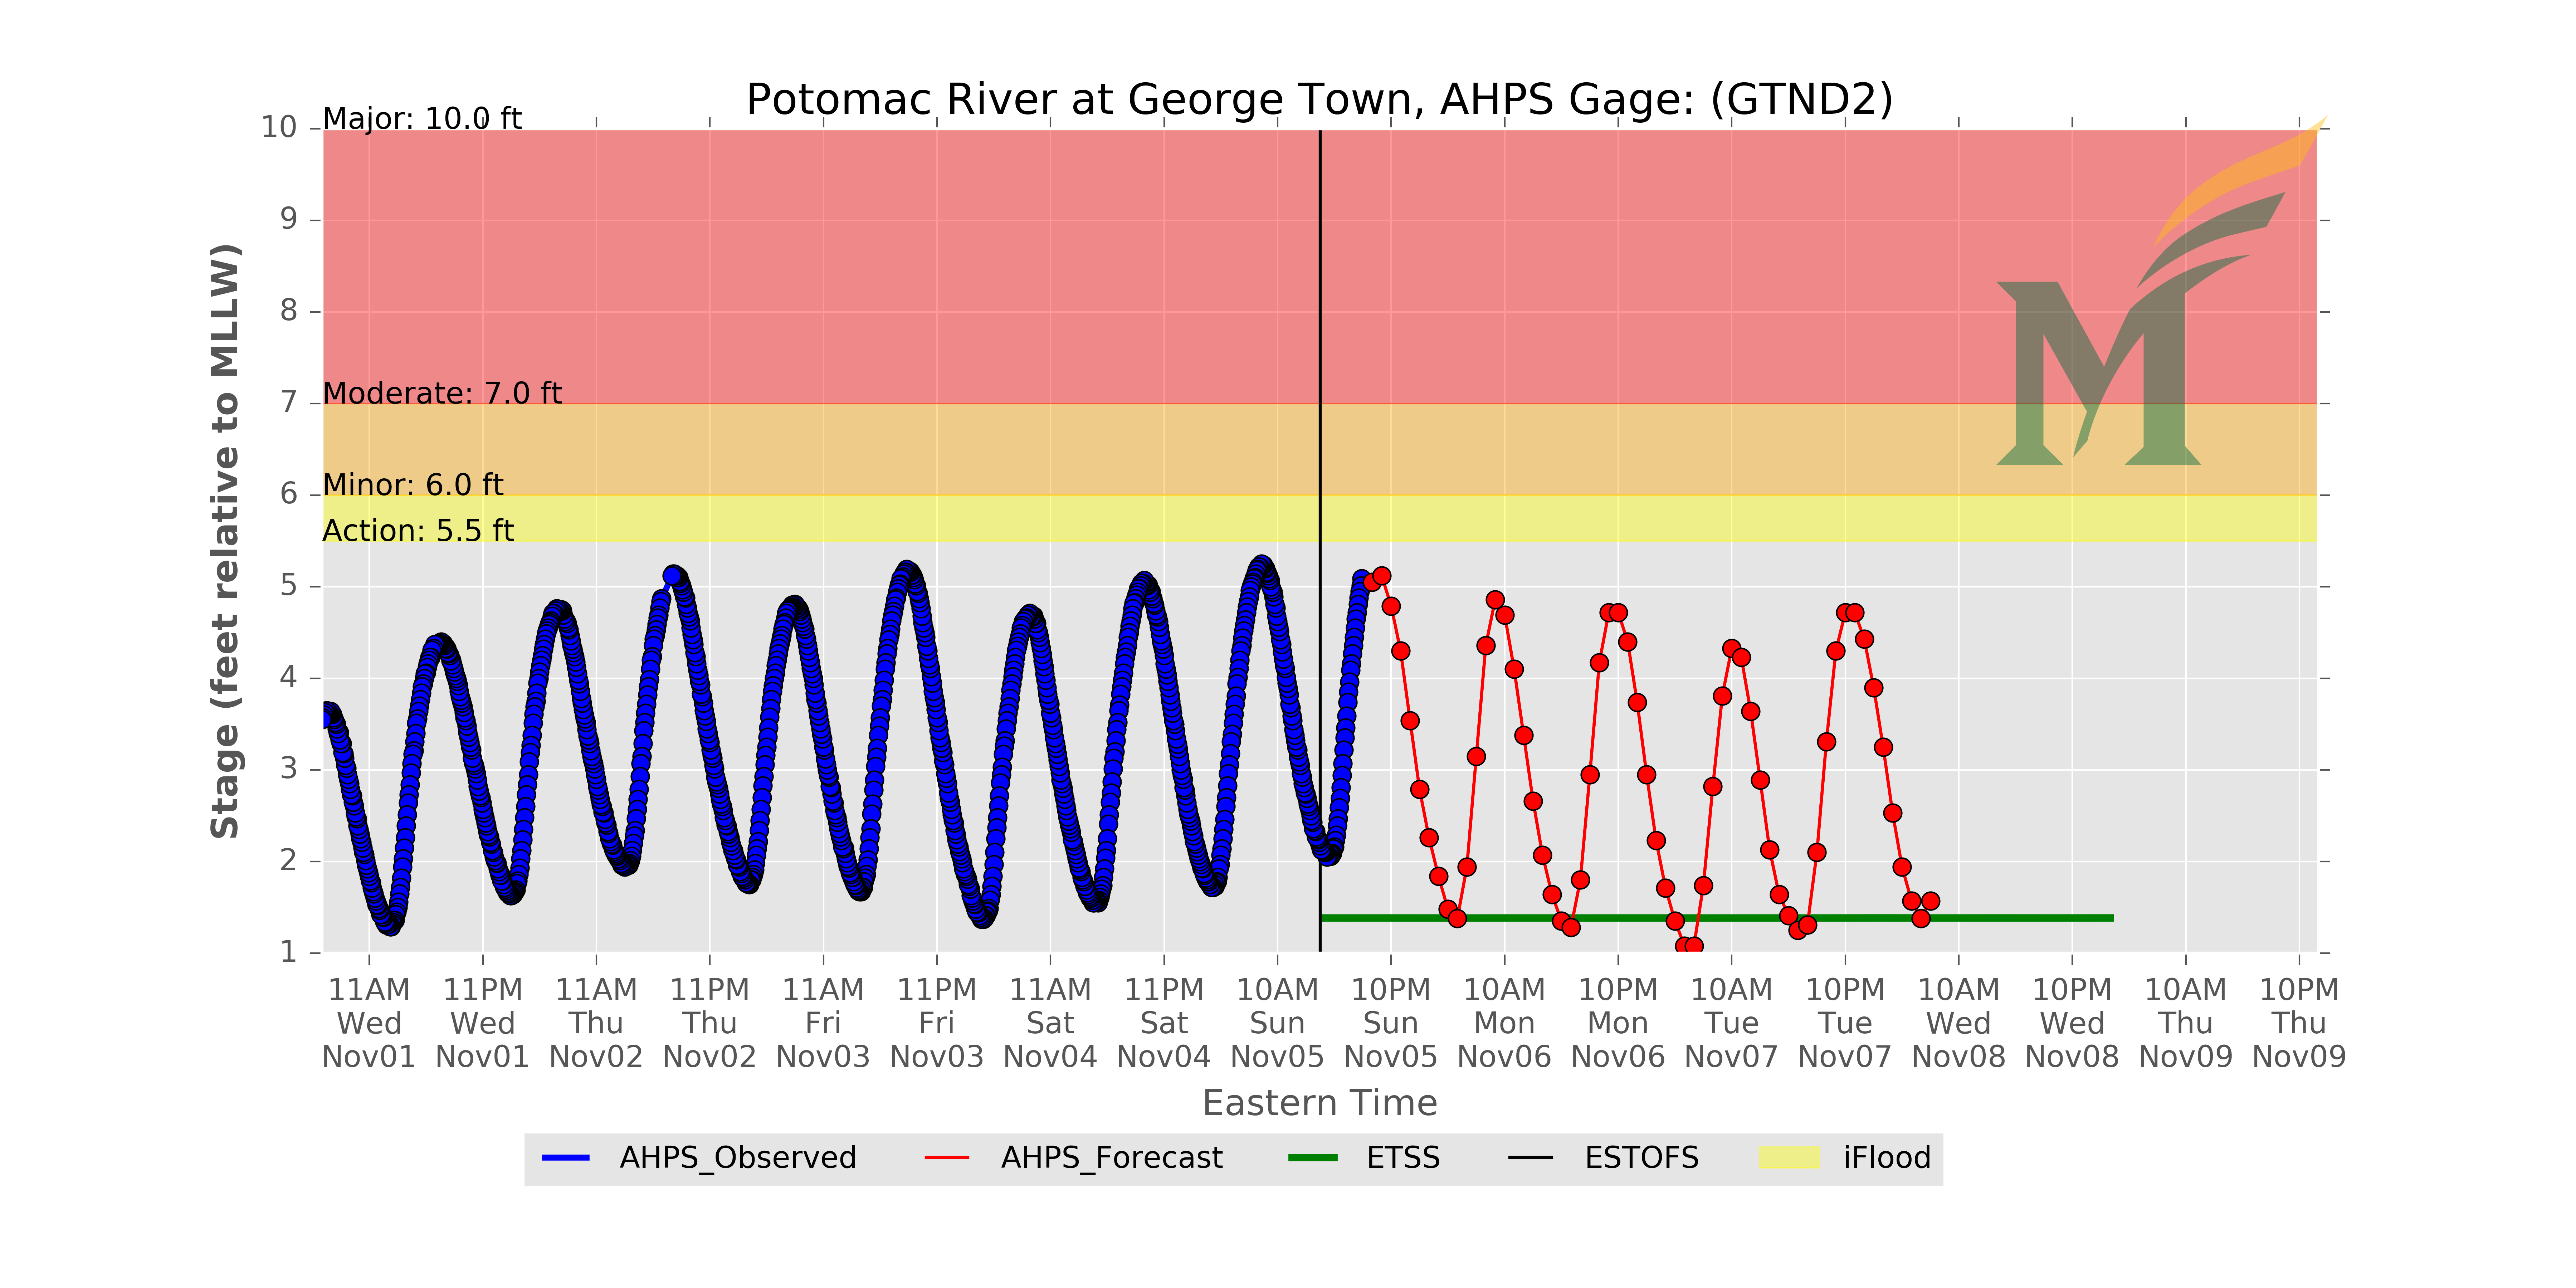 Potomac River at George Town, AHPS Gage: (GTND2)
Major: 10.0 ft
Moderate: 7.0 ft
Minor: 6.0 ft
Action: 5.5 ft
10
9
8
7
6
5
4
3
2
1
Stage (feet relative to MLLW)
11AM 11PM 11AM 11PM 11AM 11PM 11AM 11PM 10AM 10PM 10AM 10PM 10AM 10PM 10AM 10PM 10AM 10PM
Wed Wed Thu Thu Fri Fri Sat Sat Sun Sun Mon Mon Tue Tue Wed Wed Thu Thu
Nov01 Nov01 Nov02 Nov02 Nov03 Nov03 Nov04 Nov04 Nov05 Nov05 Nov06 Nov06 Nov07 Nov07 Nov08 Nov08 Nov09 Nov09
Eastern Time
AHPS_Observed AHPS_Forecast ETSS ESTOFS iFlood
M